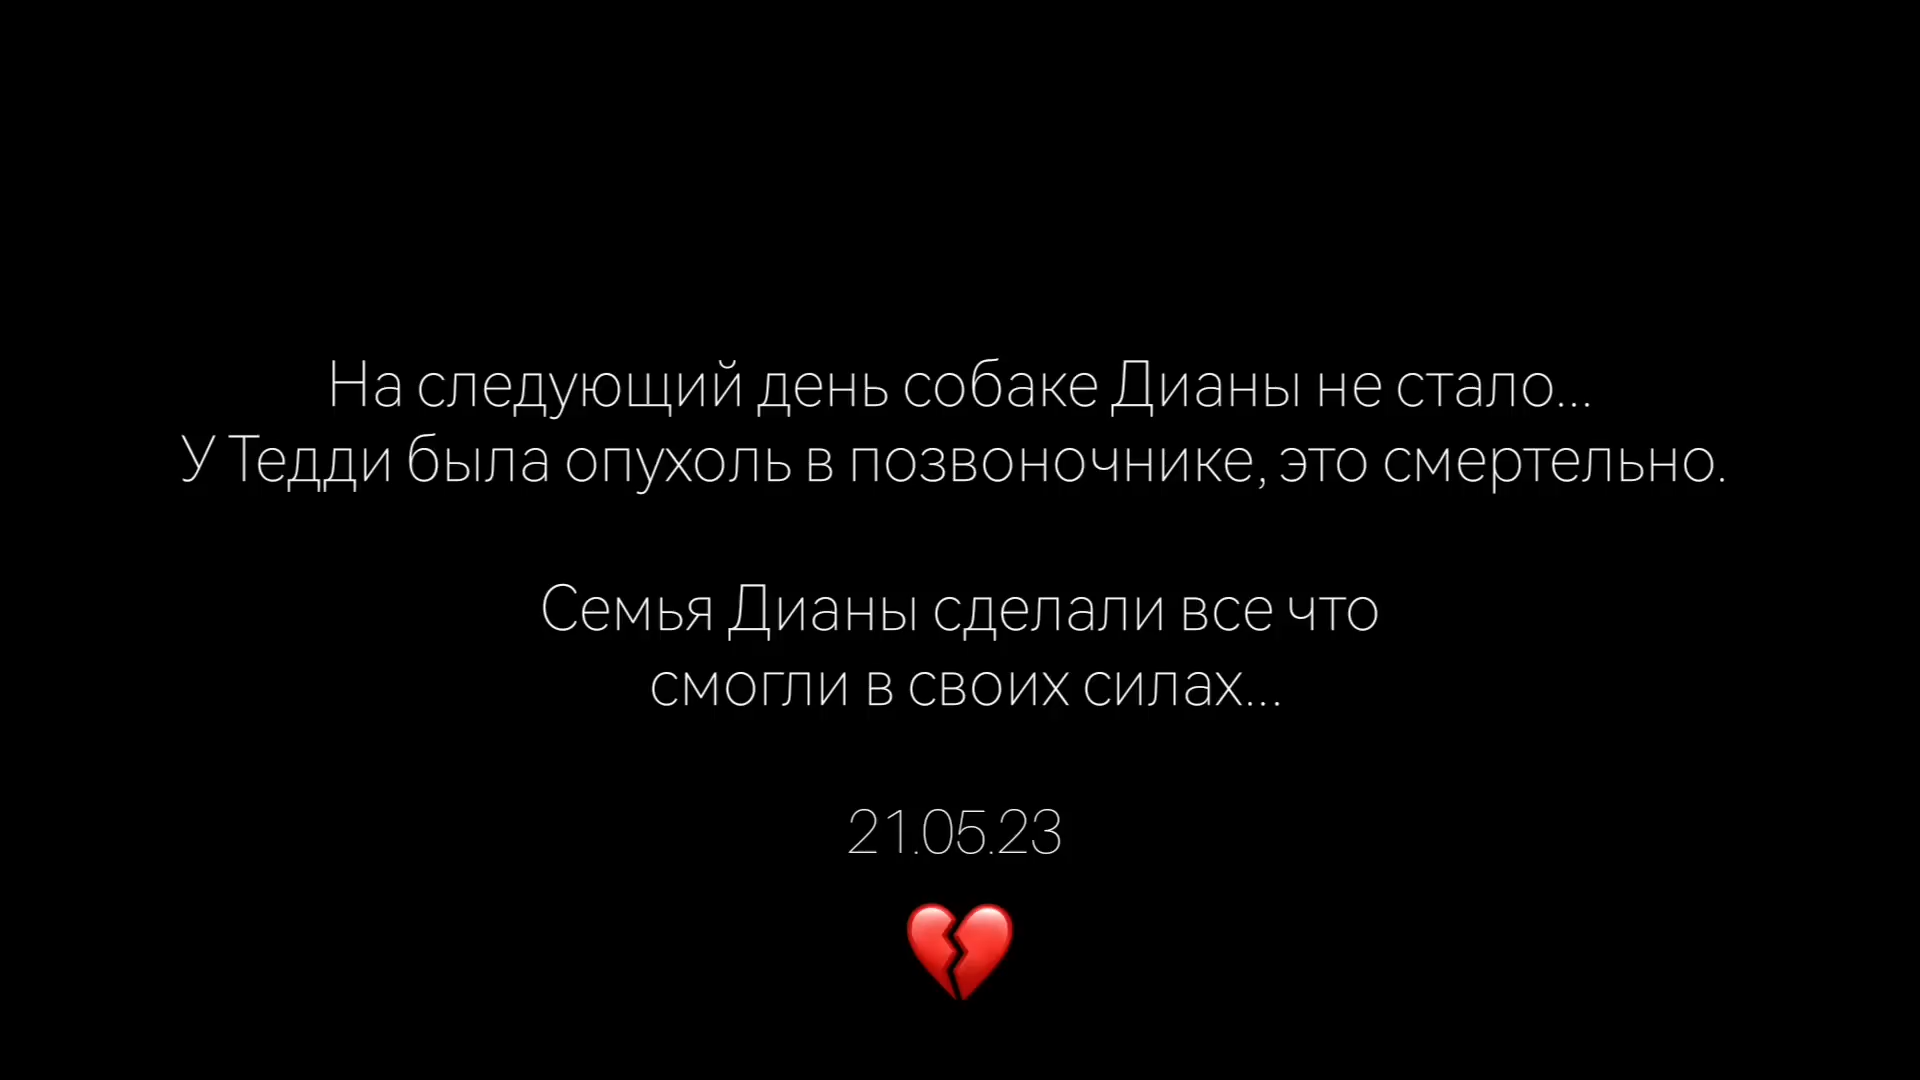 На следующий день собаке Дианы не стало...
У Тедди была опухоль в позвоночнике, это смертельно.
Семья Дианы сделали все что
смогли в своих силах...
21.05.23